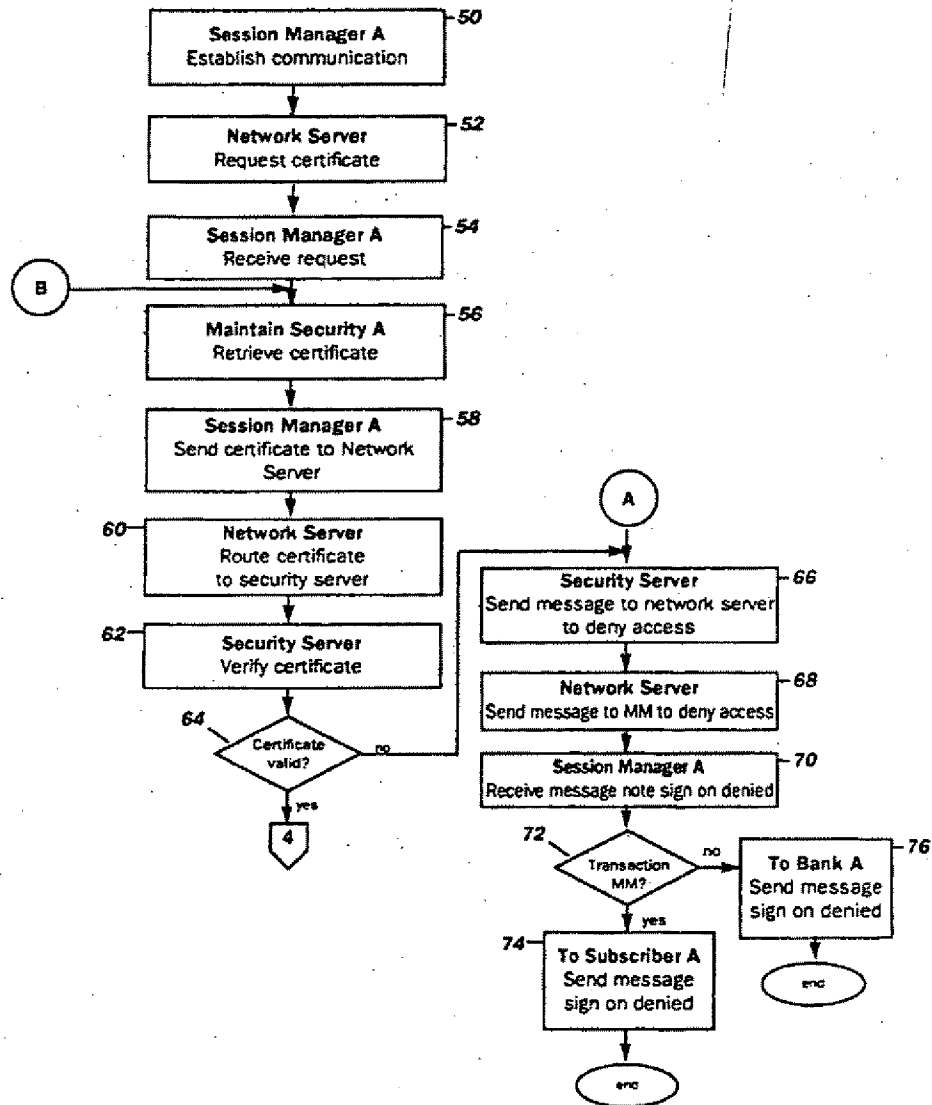 50
Session Manager A
Establish communication
52
Network Server
Request certificate
54
Session Manager A
Receive request
B
56
Maintain Security A
Retrieve certificate
58
Session Manager A
Send certificate to Network
Server
60
Network Server
Route certificate
to security server
62
Security Server
Verify certificate
64
Certificate
valid?
no
yes
4
A
66
Security Server
Send message to network server
to deny access
68
Network Server
Send message to MM to deny access
70
Session Manager A
Receive message note sign on denied
72
Transaction
MM?
no
yes
76
To Bank A
Send message
sign on denied
end
74
To Subscriber A
Send message
sign on denied
end